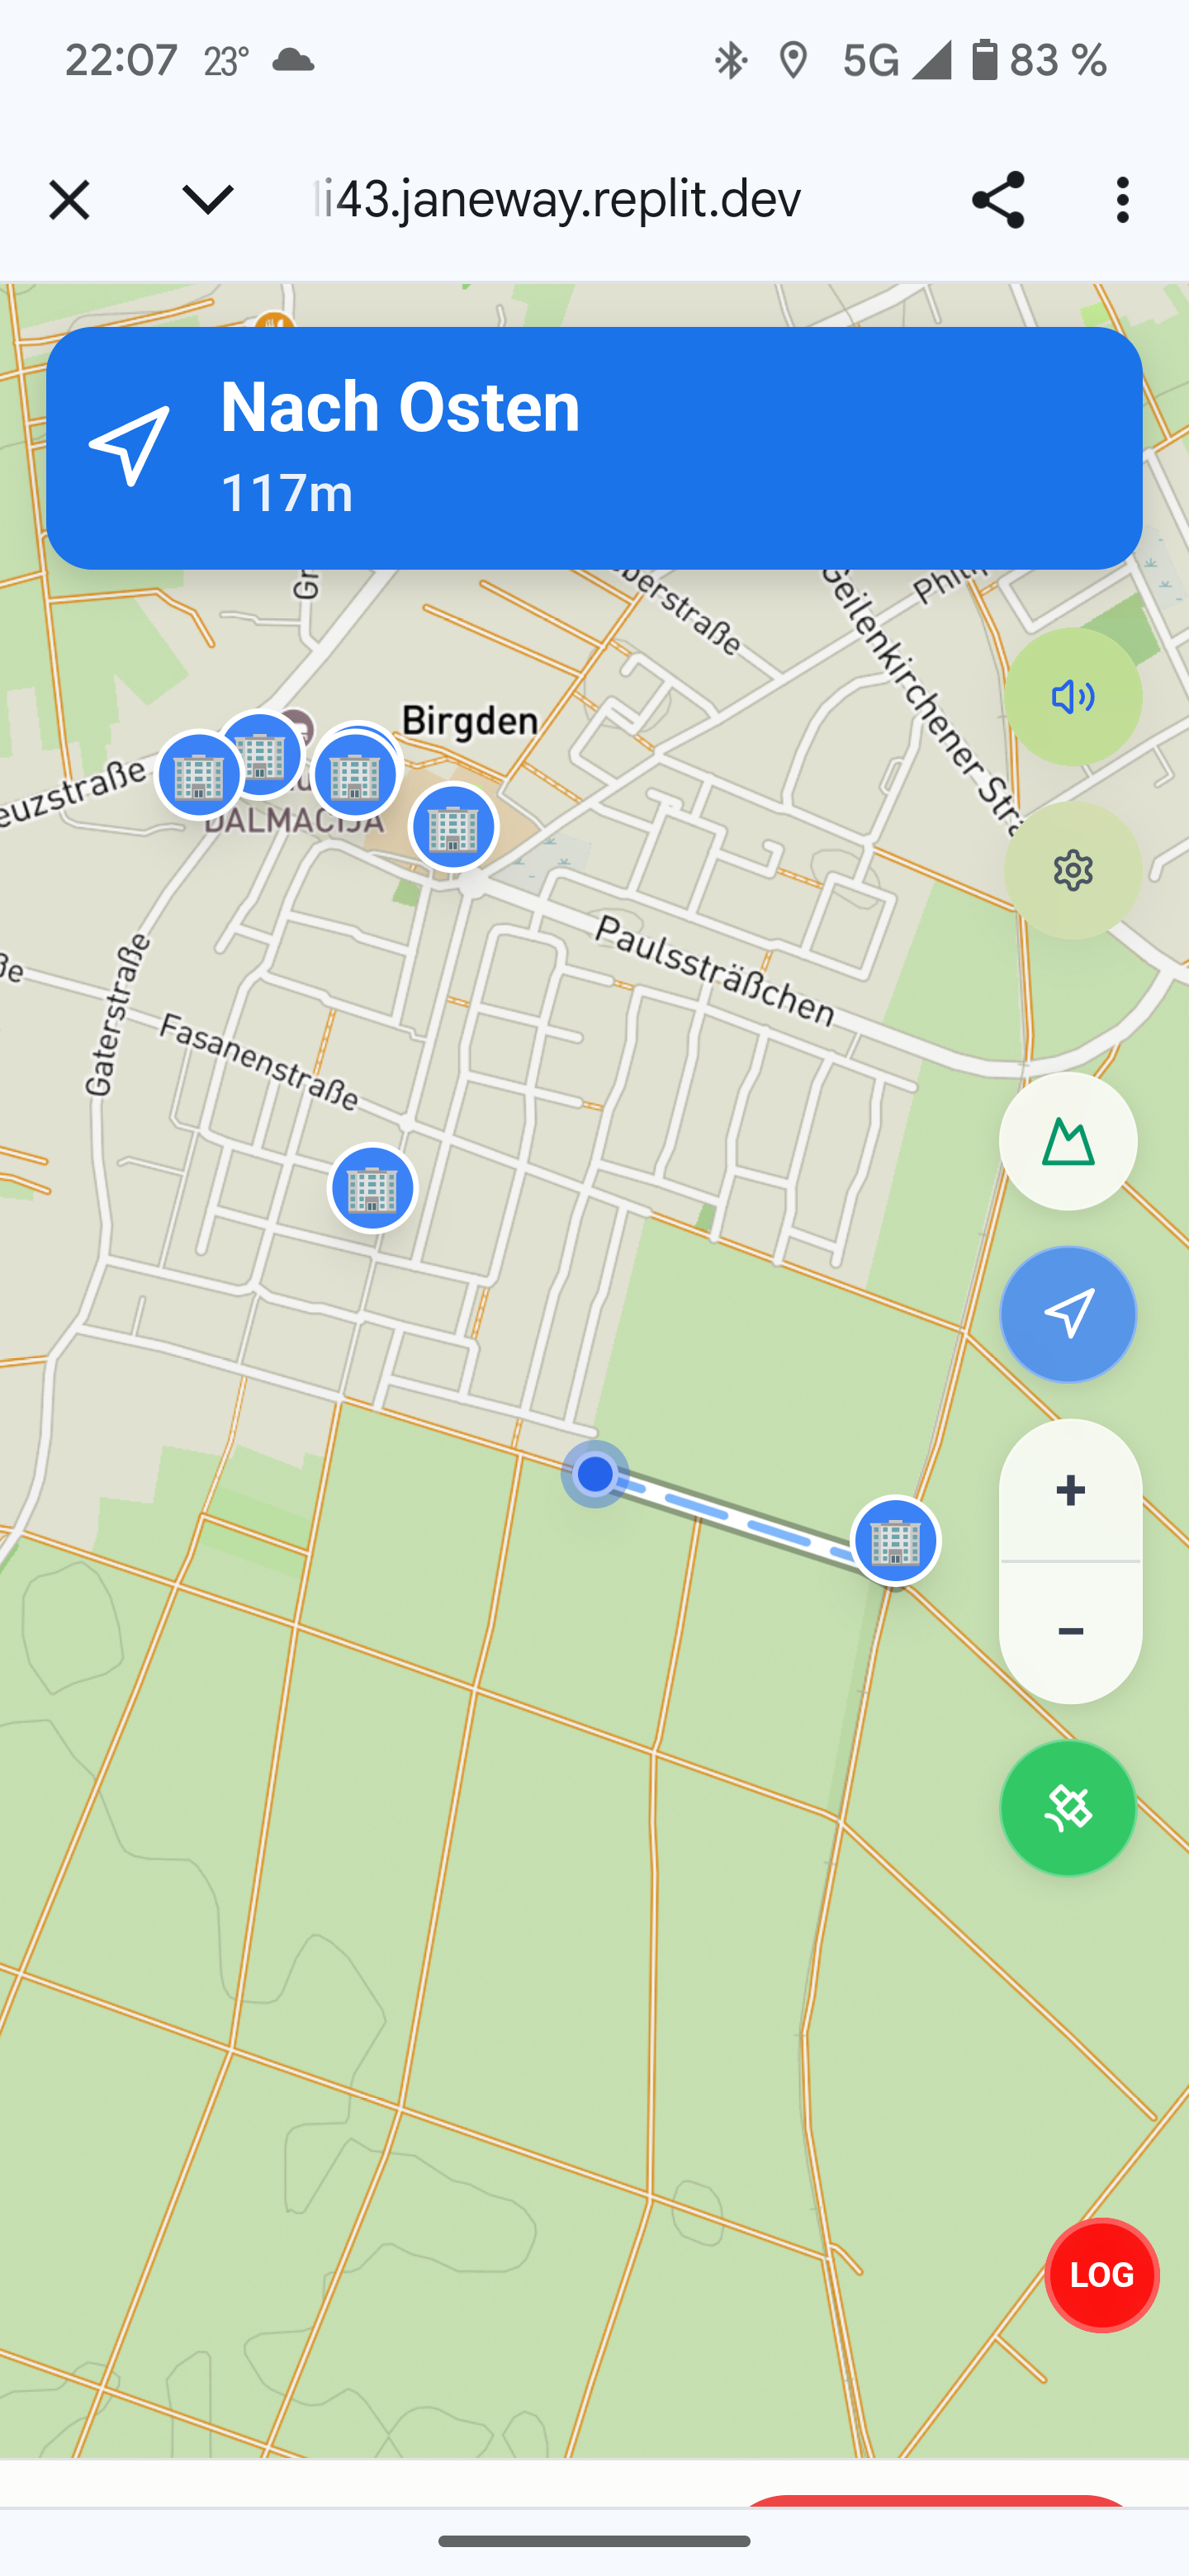 22:07 23° 5G 83 %
li43.janeway.replit.dev
Nach Osten
117m
Gr
berstraße
Geilenkirchener Stra
Phili
Birgden
euzstraße
DALMACIJA
Paulssträßchen
ße
Gaterstraße
Fasanenstraße
+
−
LOG